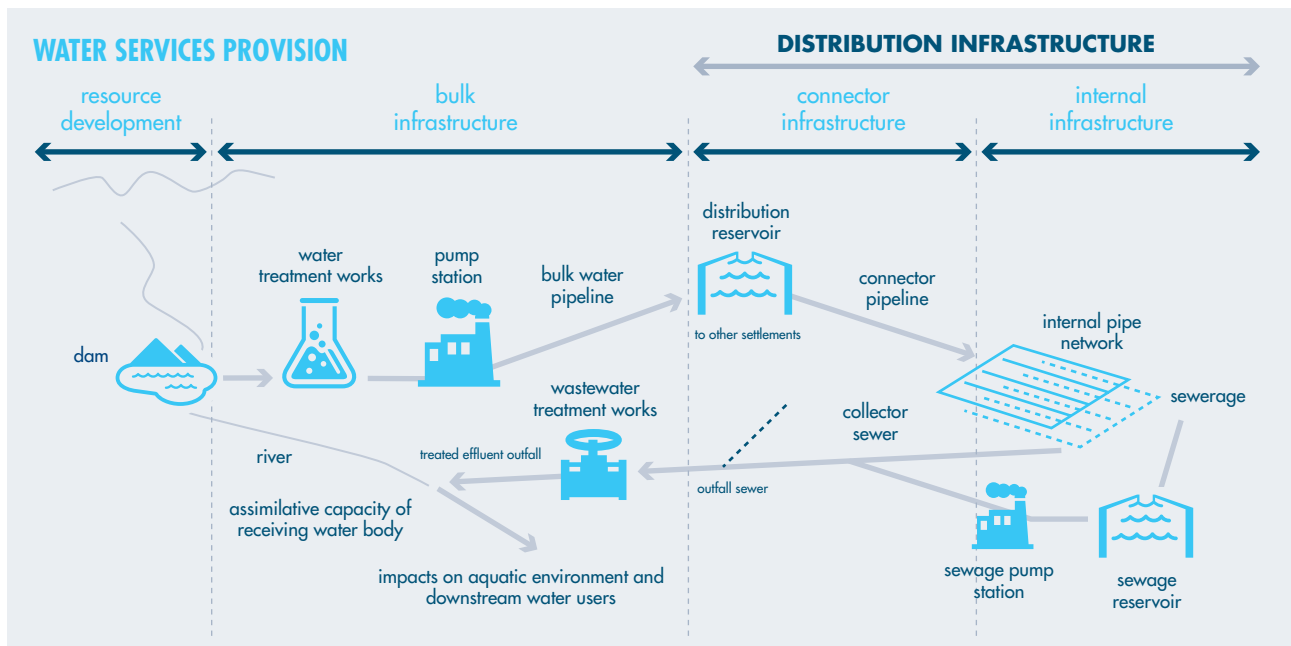 WATER SERVICES PROVISION
DISTRIBUTION INFRASTRUCTURE
resource
development
bulk
infrastructure
connector
infrastructure
internal
infrastructure
distribution
reservoir
water
treatment works
pump
station
bulk water
pipeline
connector
pipeline
to other settlements
internal pipe
network
dam
wastewater
treatment works
sewerage
collector
sewer
river
treated effluent outfall
outfall sewer
assimilative capacity of
receiving water body
impacts on aquatic environment and
downstream water users
sewage pump
station
sewage
reservoir